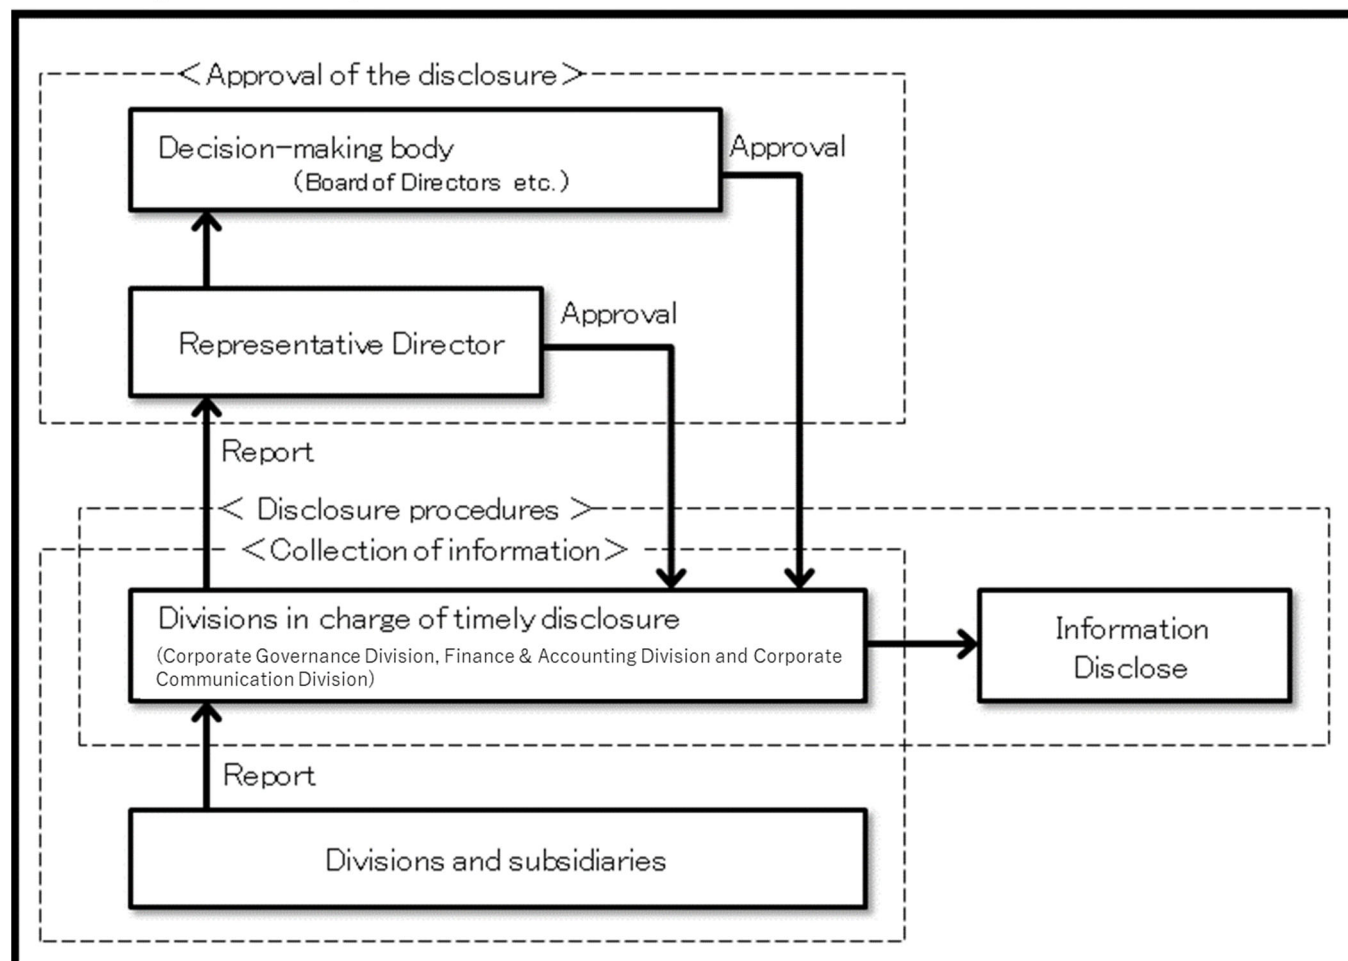 <Approval of the disclosure>
Decision-making body
(Board of Directors etc.)
Approval
Representative Director
Approval
Report
< Disclosure procedures >
<Collection of information>
Divisions in charge of timely disclosure
(Corporate Governance Division, Finance & Accounting Division and Corporate
Communication Division)
Information
Disclose
Report
Divisions and subsidiaries